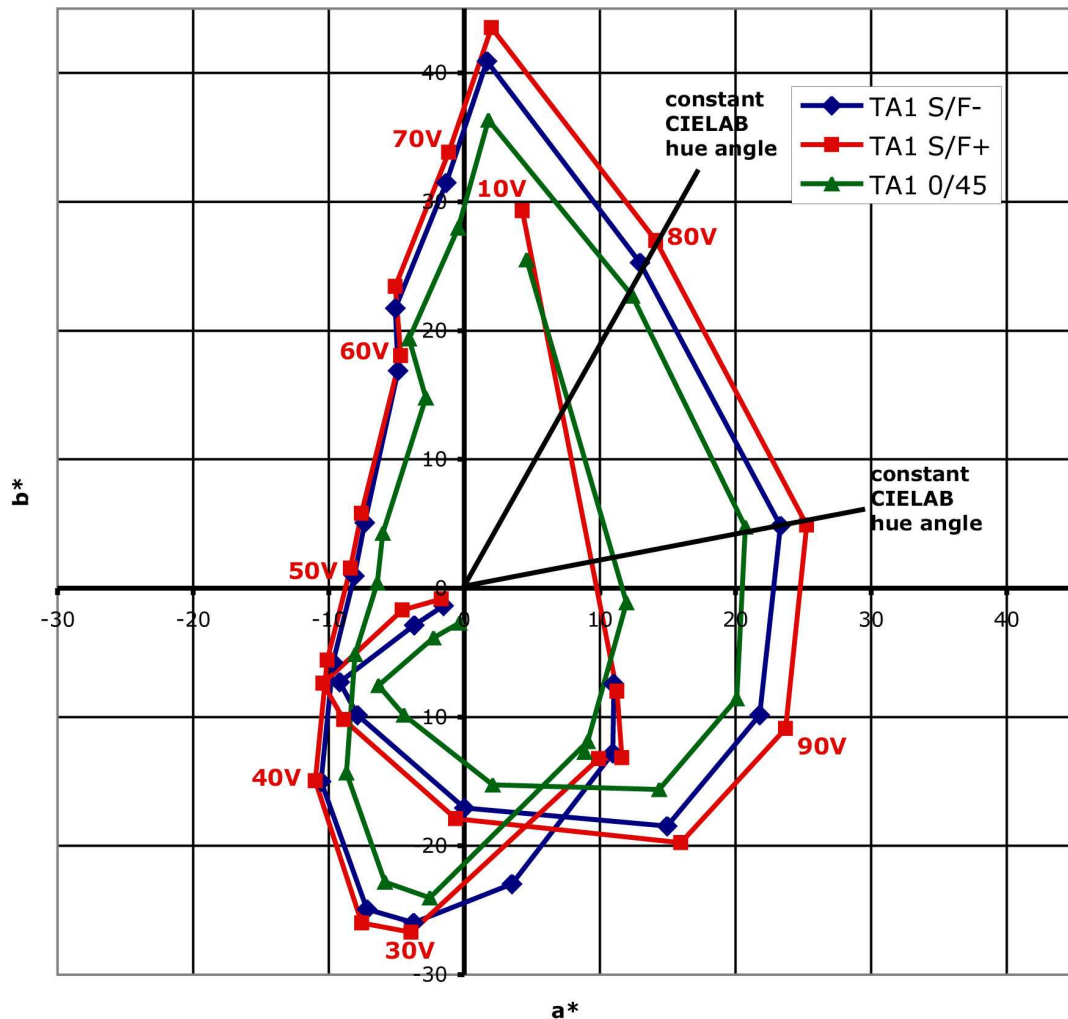 40
30
20
10
0
-10
-20
-30
-30
-20
-10
0
10
20
30
40
b*
a*
constant
CIELAB
hue angle
TA1 S/F-
TA1 S/F+
TA1 0/45
70V
10V
80V
60V
constant
CIELAB
hue angle
50V
90V
40V
30V